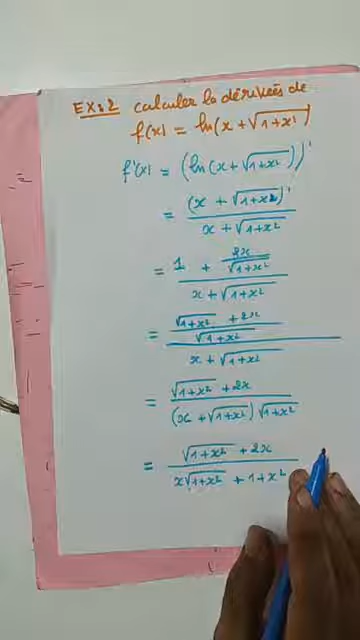 EX:2 calculer la dérivées de
f(x) = ln(x + √1+x²)
f'(x) = (ln(x + √1+x²))'
= (x + √1+x²)' / x + √1+x²
= 1 + 2x/√1+x² / x + √1+x²
= √1+x² + 2x / √1+x² / x + √1+x²
= √1+x² + 2x / (x + √1+x²) √1+x²
= √1+x² + 2x / x√1+x² + 1+x²